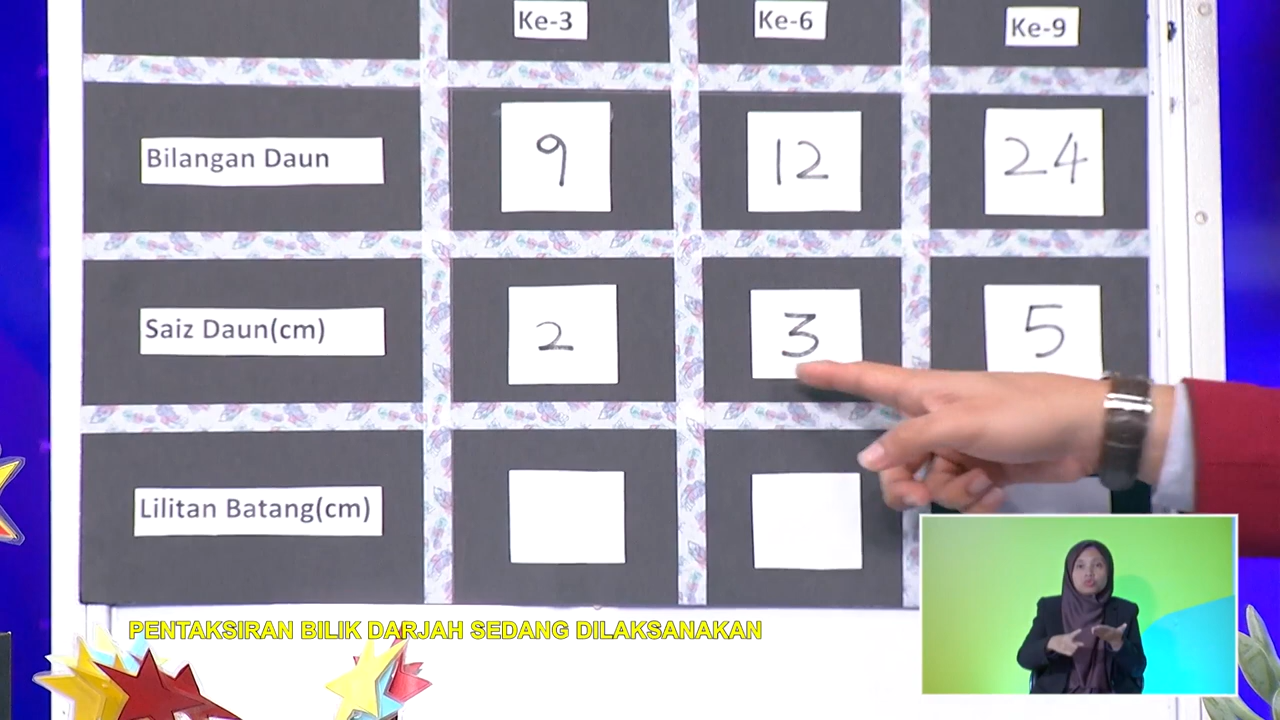 Ke-3 Ke-6 Ke-9
Bilangan Daun 9 12 24
Saiz Daun(cm) 2 3 5
Lilitan Batang(cm)
PENTAKSIRAN BILIK DARJAH SEDANG DILAKSANAKAN